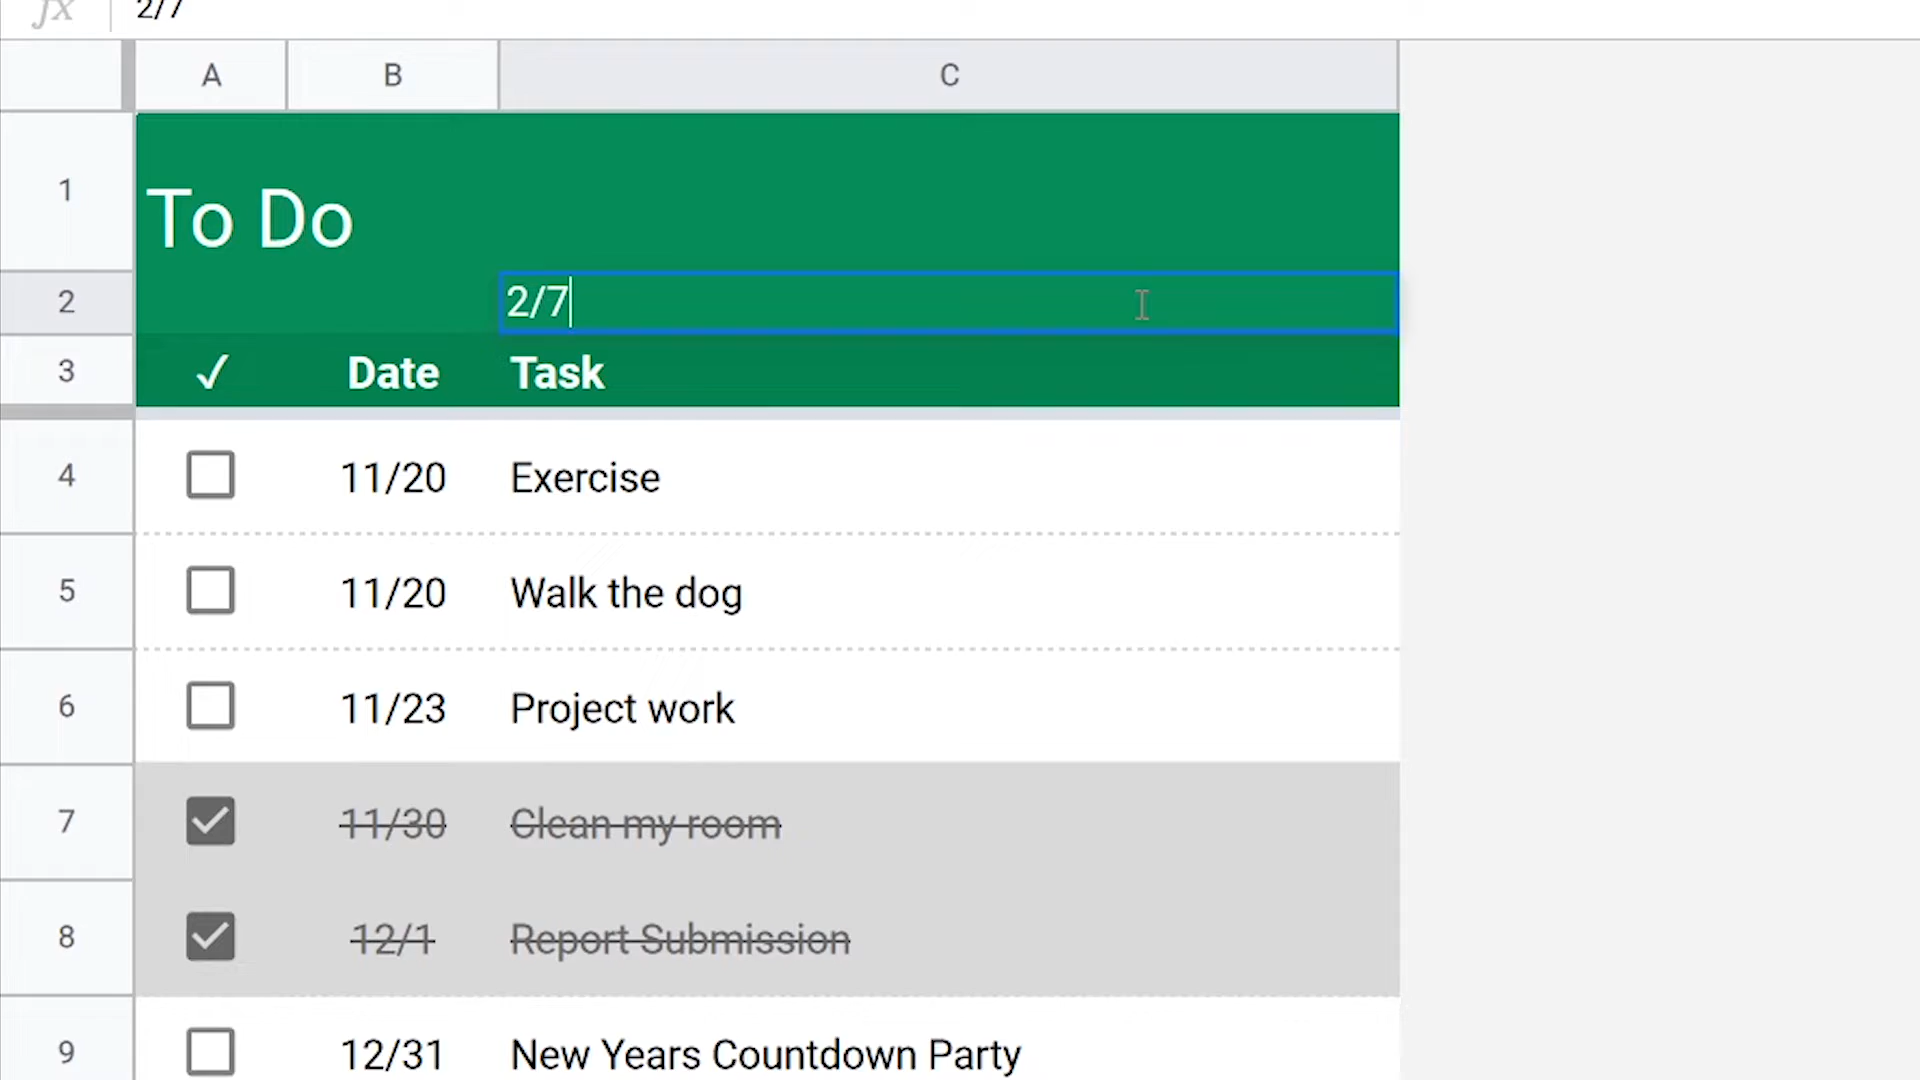 fx 2/7
A B C
1 To Do
2 2/7
3 ✓ Date Task
4 11/20 Exercise
5 11/20 Walk the dog
6 11/23 Project work
7 11/30 Clean my room
8 12/1 Report Submission
9 12/31 New Years Countdown Party